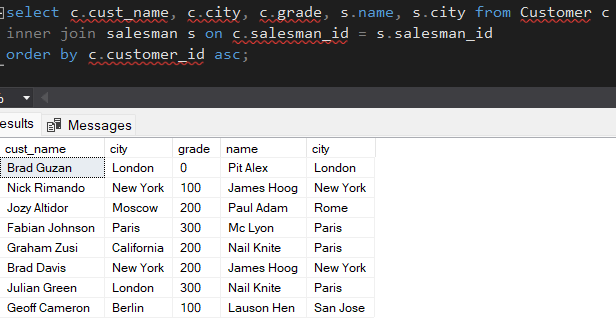 select c.cust_name, c.city, c.grade, s.name, s.city from Customer c
inner join salesman s on c.salesman_id = s.salesman_id
order by c.customer_id asc;
%
esults Messages
cust_name city grade name city
Brad Guzan London 0 Pit Alex London
Nick Rimando New York 100 James Hoog New York
Jozy Altidor Moscow 200 Paul Adam Rome
Fabian Johnson Paris 300 Mc Lyon Paris
Graham Zusi California 200 Nail Knite Paris
Brad Davis New York 200 James Hoog New York
Julian Green London 300 Nail Knite Paris
Geoff Cameron Berlin 100 Lauson Hen San Jose